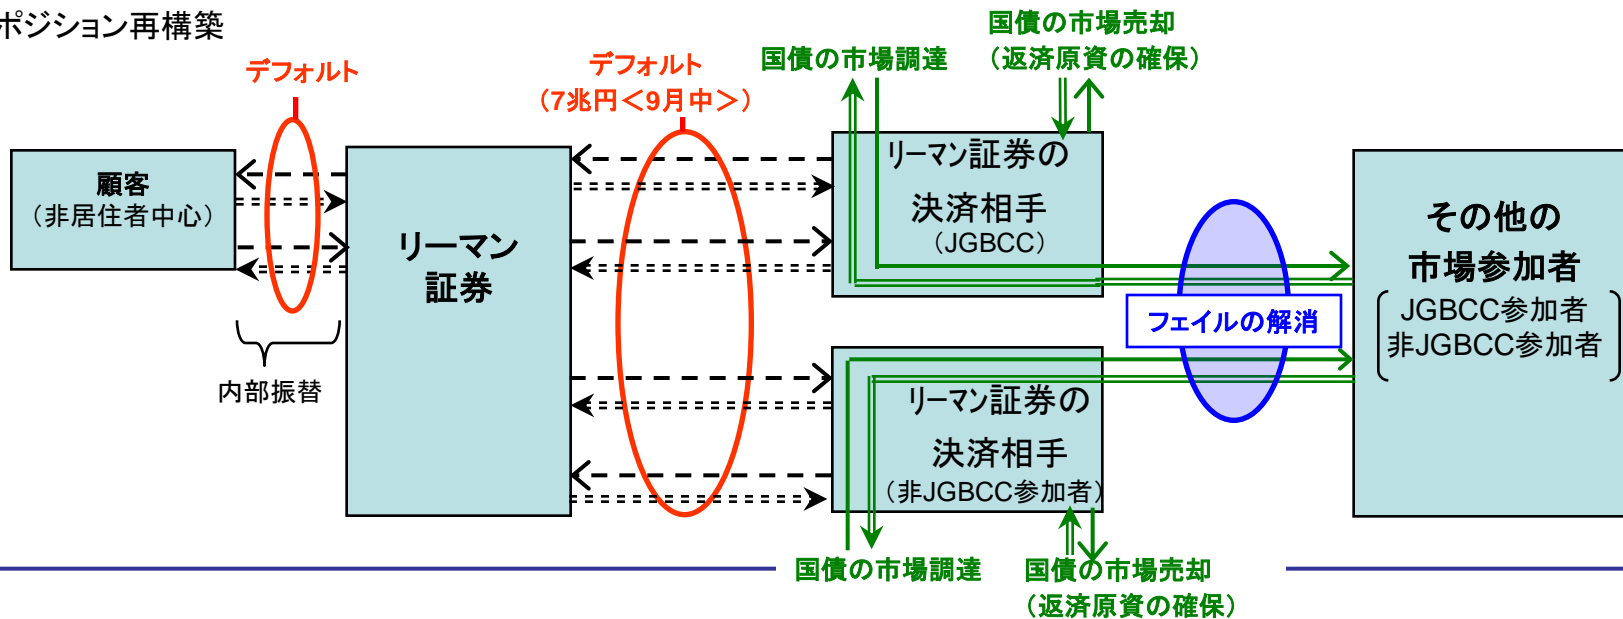 ポジション再構築
デフォルト
デフォルト
（7兆円＜9月中＞）
国債の市場調達
国債の市場売却
（返済原資の確保）
顧客
（非居住者中心）
リーマン
証券
内部振替
リーマン証券の
決済相手
（JGBCC）
リーマン証券の
決済相手
（非JGBCC参加者）
フェイルの解消
その他の
市場参加者
JGBCC参加者
非JGBCC参加者
国債の市場調達
国債の市場売却
（返済原資の確保）